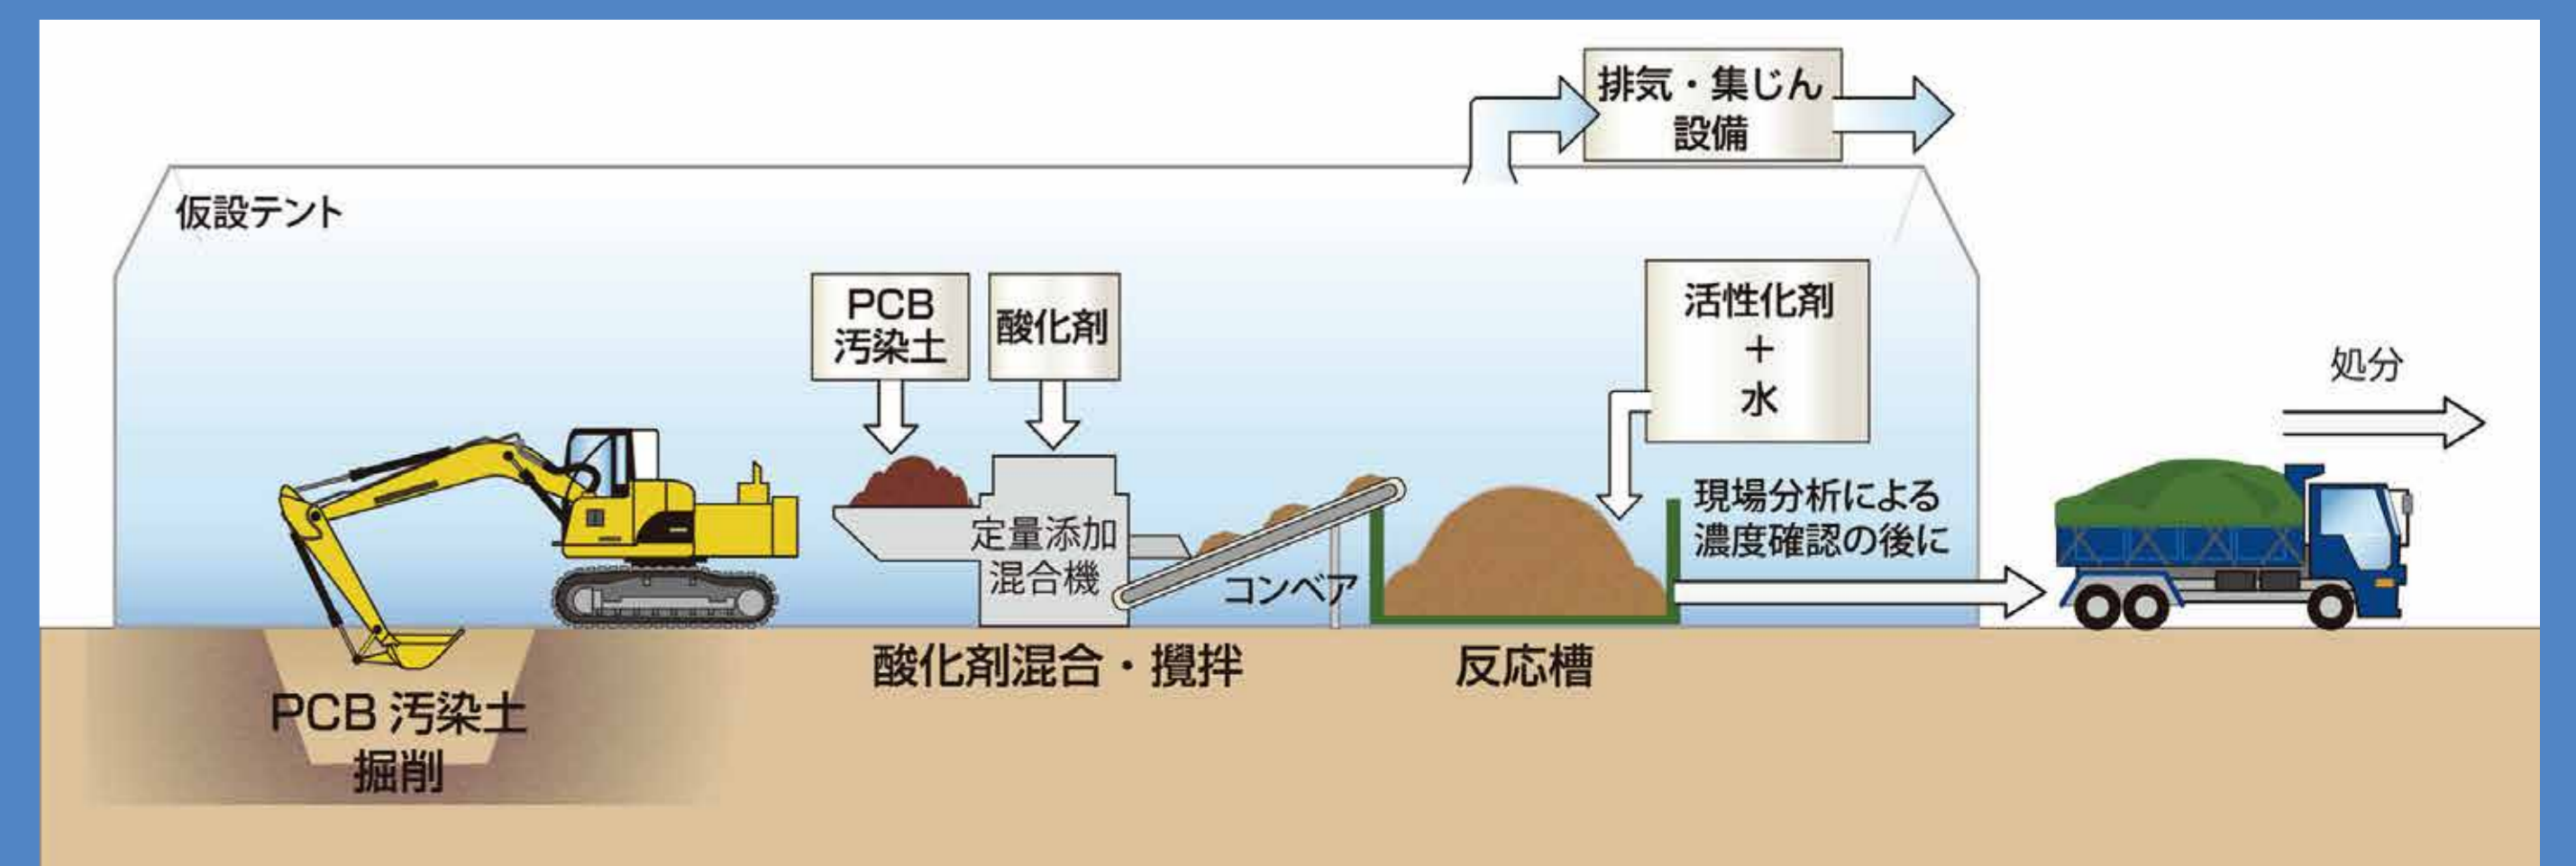 排気・集じん
設備
仮設テント
PCB
汚染土
酸化剤
活性化剤
+
水
処分
定量添加
混合機
コンベア
現場分析による
濃度確認の後に
酸化剤混合・攪拌
反応槽
PCB 汚染土
掘削